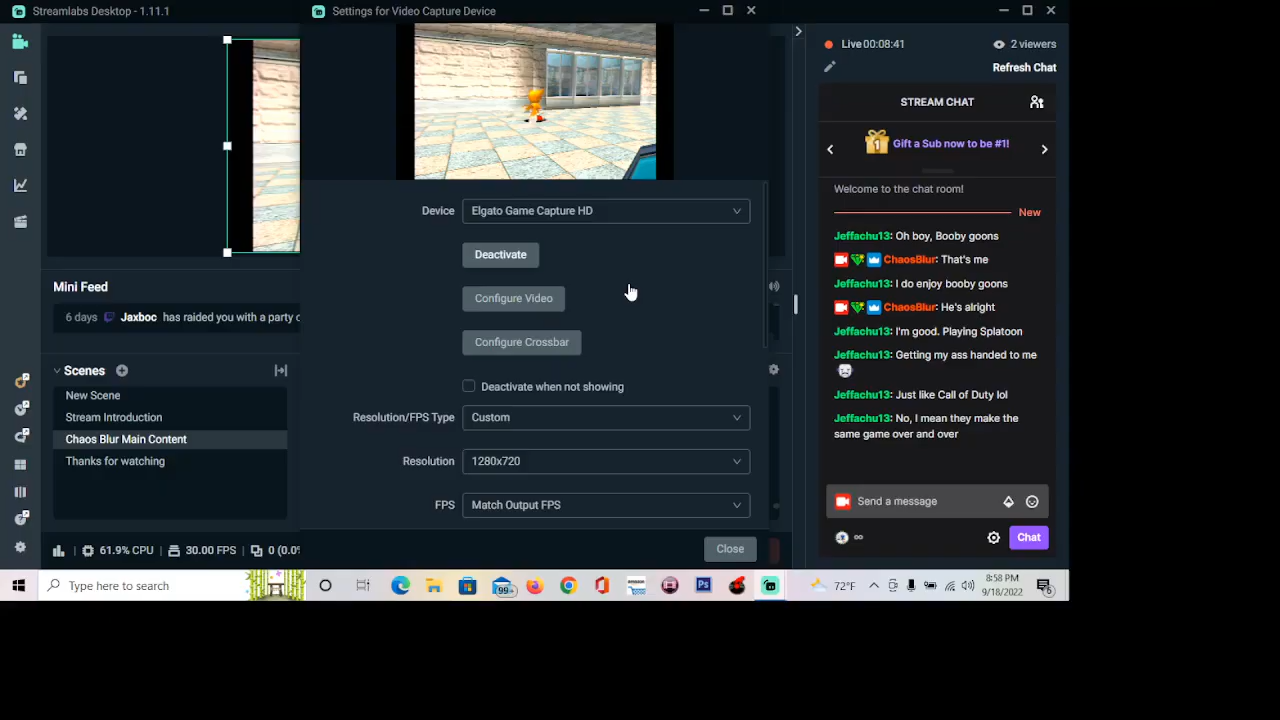 Streamlabs Desktop - 1.11.1
Settings for Video Capture Device
Device
Elgato Game Capture HD
Deactivate
Configure Video
Configure Crossbar
Deactivate when not showing
Resolution/FPS Type
Custom
Resolution
1280x720
FPS
Match Output FPS
Close
Mini Feed
6 days Jaxboc has raided you with a party o
Scenes
New Scene
Stream Introduction
Chaos Blur Main Content
Thanks for watching
61.9% CPU
30.00 FPS
0 (0.0%
Live 00:08:41
2 viewers
Refresh Chat
STREAM CHAT
1
Gift a Sub now to be #1!
Welcome to the chat room!
New
Jeffachu13: Oh boy, Booby goons
ChaosBlur: That's me
Jeffachu13: I do enjoy booby goons
ChaosBlur: He's alright
Jeffachu13: I'm good. Playing Splatoon
Jeffachu13: Getting my ass handed to me
Jeffachu13: Just like Call of Duty lol
Jeffachu13: No, I mean they make the
same game over and over
Send a message
Chat
Type here to search
99+
Ps
72°F
8:58 PM
9/18/2022